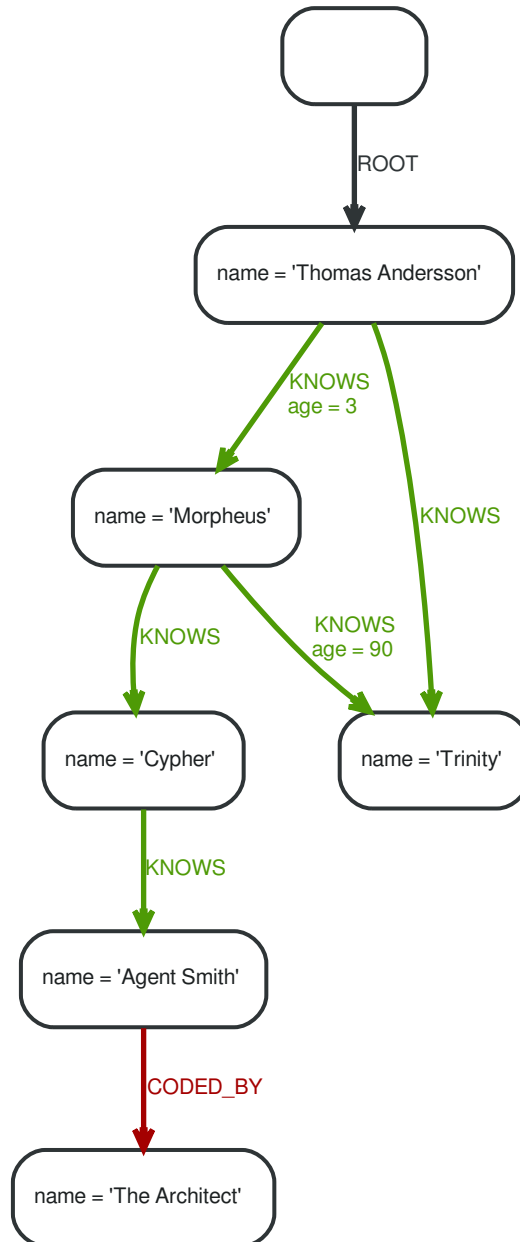 ROOT
name = 'Thomas Andersson'
KNOWS
age = 3
name = 'Morpheus'
KNOWS
KNOWS
KNOWS
age = 90
name = 'Cypher'
name = 'Trinity'
KNOWS
name = 'Agent Smith'
CODED_BY
name = 'The Architect'